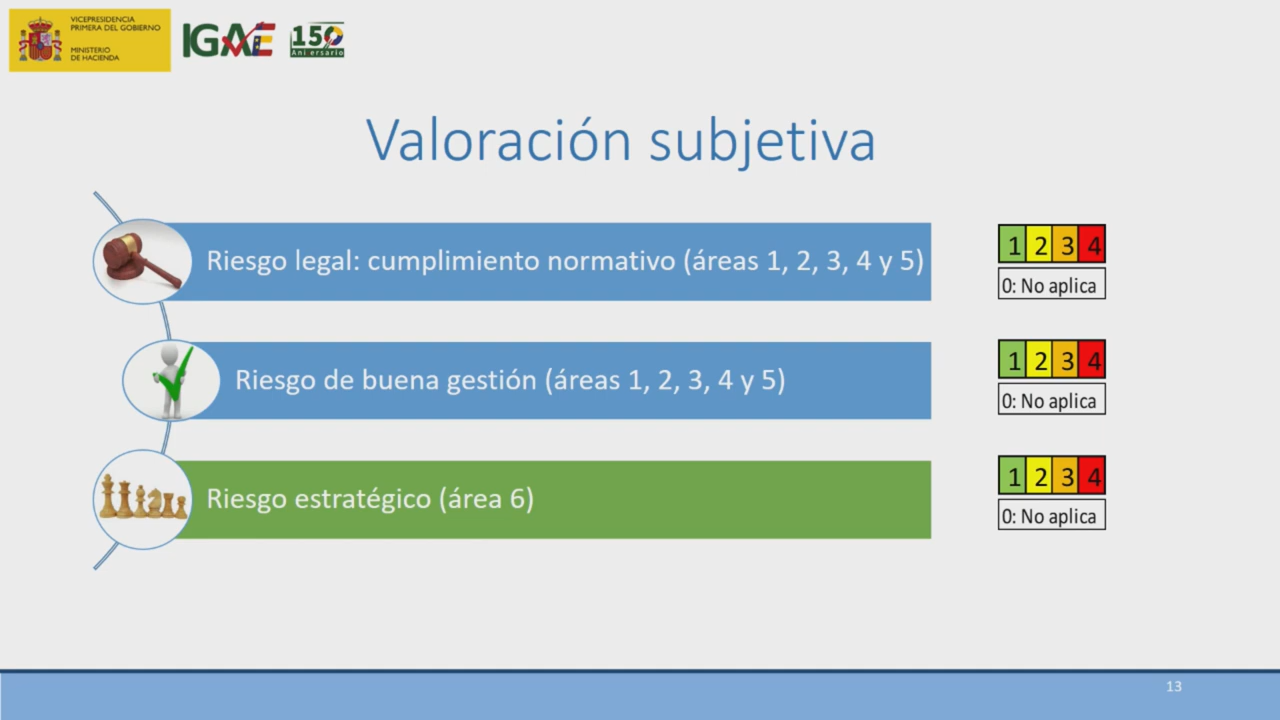 VICEPRESIDENCIA
PRIMERA DEL GOBIERNO
MINISTERIO
DE HACIENDA
IGAE
150
Ani ersario
Valoración subjetiva
Riesgo legal: cumplimiento normativo (áreas 1, 2, 3, 4 y 5)
1 2 3 4
0: No aplica
Riesgo de buena gestión (áreas 1, 2, 3, 4 y 5)
1 2 3 4
0: No aplica
Riesgo estratégico (área 6)
1 2 3 4
0: No aplica
13